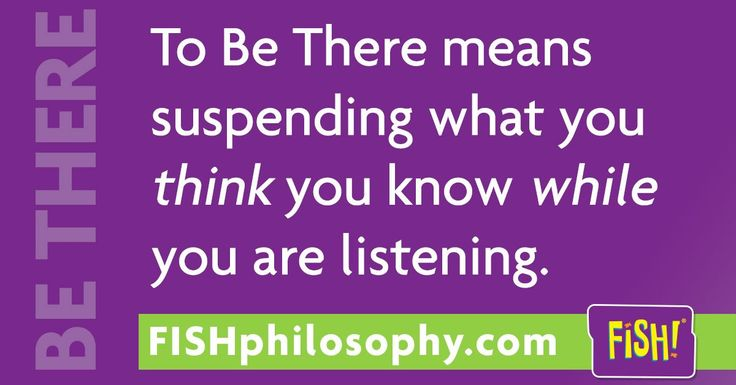 BE THERE
To Be There means
suspending what you
think you know while
you are listening.
FISHphilosophy.com
FiSH!®